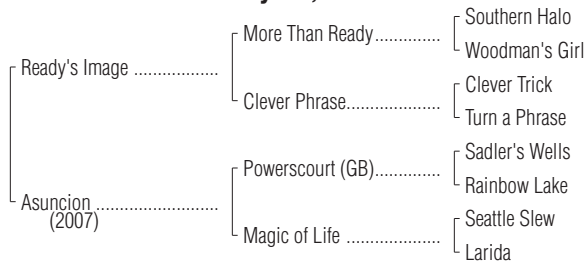 Southern Halo
More Than Ready
Woodman's Girl
Ready's Image
Clever Trick
Clever Phrase
Turn a Phrase
Sadler's Wells
Powerscourt (GB)
Rainbow Lake
Asuncion
(2007)
Seattle Slew
Magic of Life
Larida